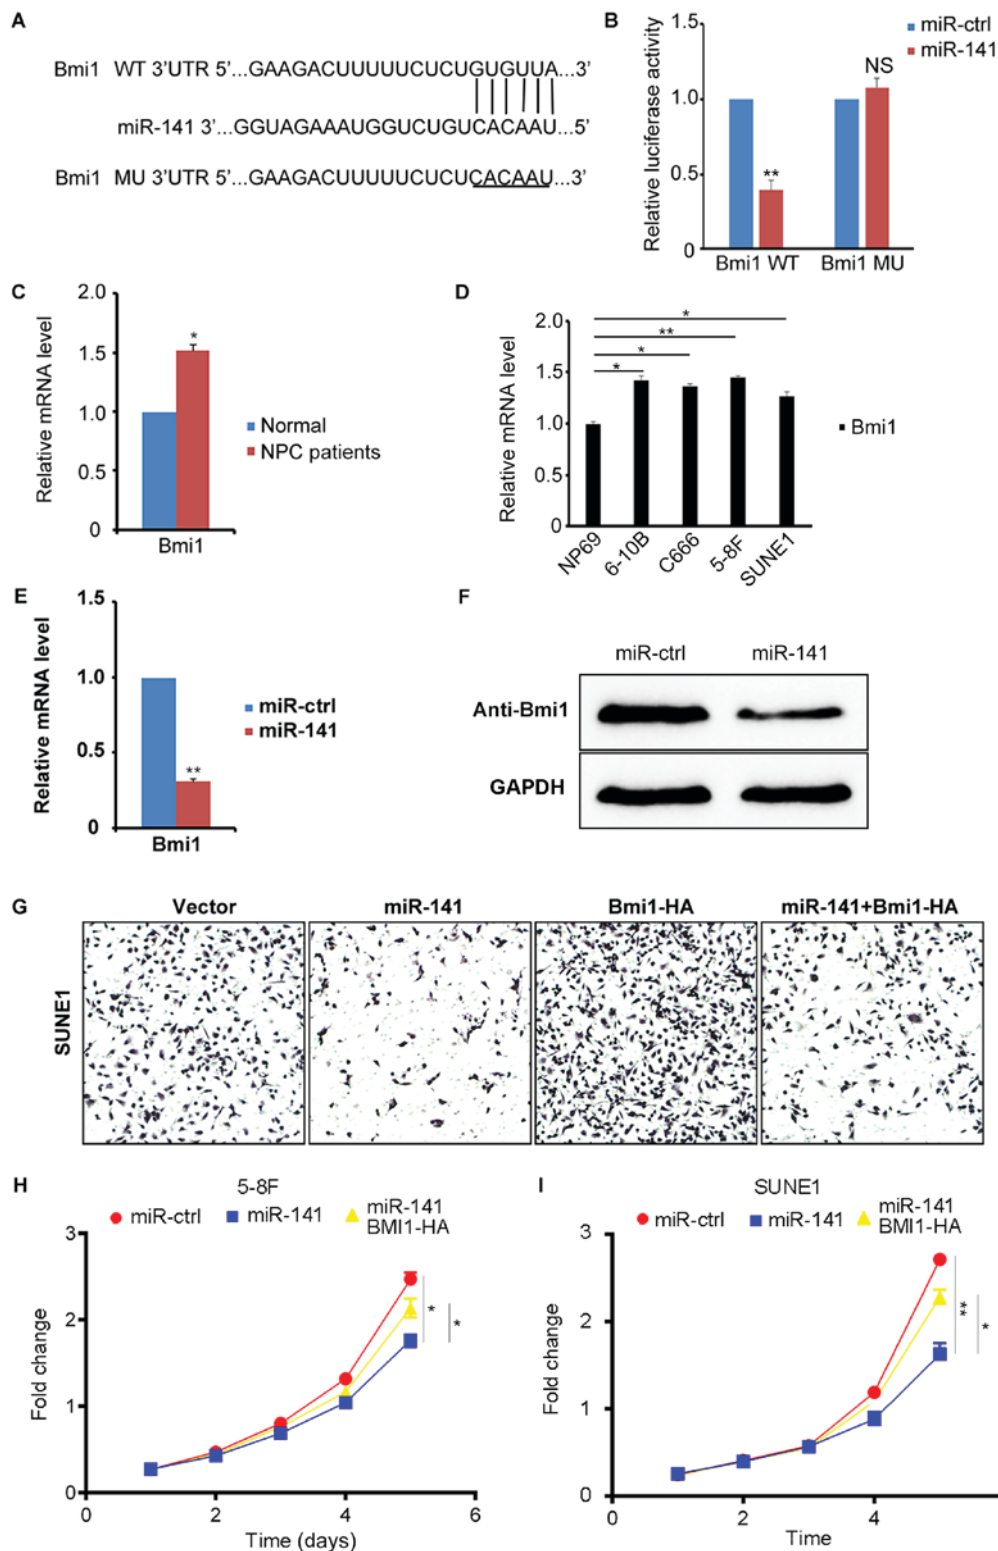 A
Bmi1 WT 3'UTR 5'...GAAGACUUUUUCUCUGUGUUA...3'
miR-141 3'...GGUAGAAAUGGUCUGUCACAAU...5'
Bmi1 MU 3'UTR 5'...GAAGACUUUUUCUCUCACAAU...3'
B
miR-ctrl
miR-141
Relative luciferase activity
1.5
1.0
0.5
0
**
NS
Bmi1 WT
Bmi1 MU
C
Relative mRNA level
2.0
1.5
1.0
0.5
0
*
Bmi1
Normal
NPC patients
D
Relative mRNA level
2.0
1.5
1.0
0.5
0
*
**
*
*
NP69
6-10B
C666
5-8F
SUNE1
Bmi1
E
Relative mRNA level
1.5
1.0
0.5
0
**
Bmi1
miR-ctrl
miR-141
F
miR-ctrl miR-141
Anti-Bmi1
GAPDH
G
Vector miR-141 Bmi1-HA miR-141+Bmi1-HA
SUNE1
H
5-8F
miR-ctrl miR-141 miR-141
BMI1-HA
Fold change
3
2
1
0
*
*
0 2 4 6
Time (days)
I
SUNE1
miR-ctrl miR-141 miR-141
BMI1-HA
Fold change
3
2
1
0
**
*
0 2 4
Time